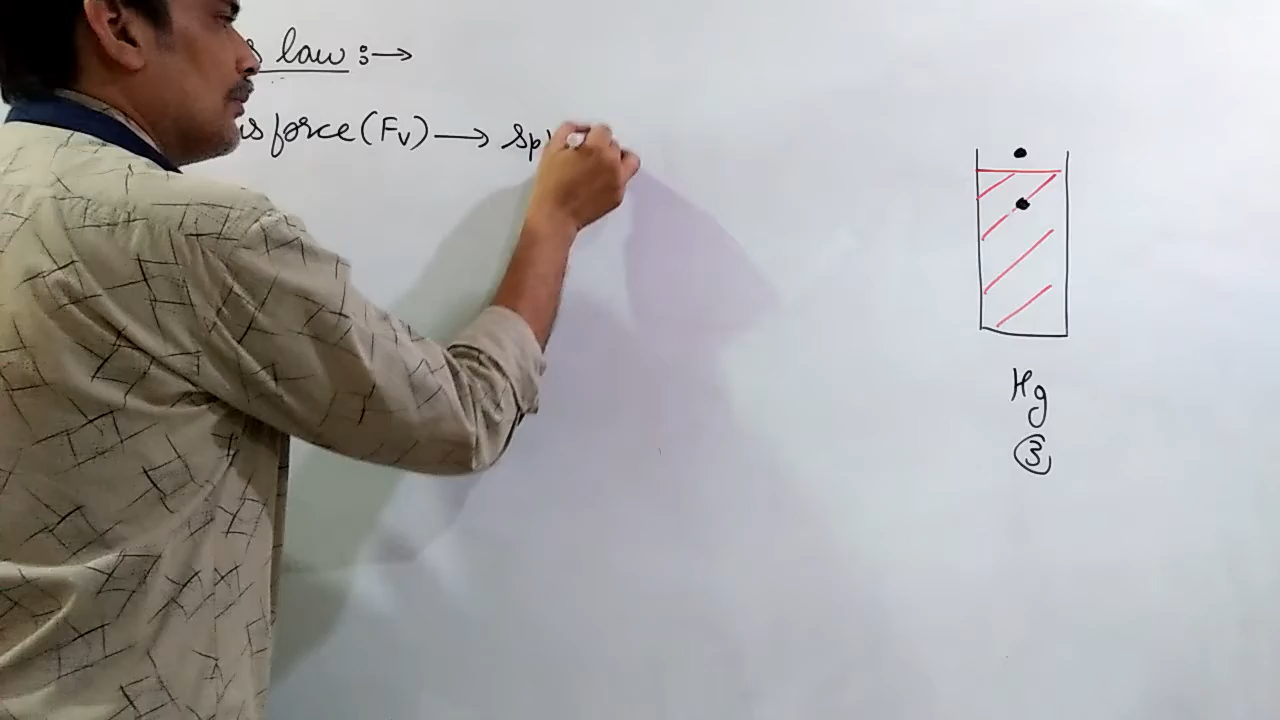 law :→
force (Fv) → sp
Hg
3